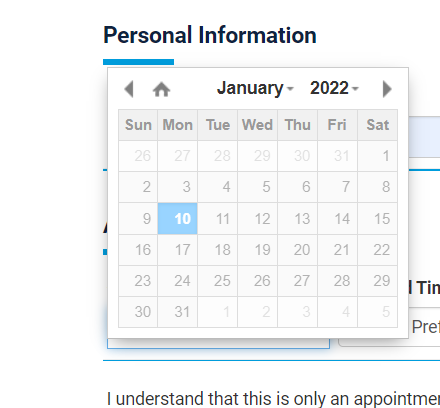 Personal Information
January 2022
Sun Mon Tue Wed Thu Fri Sat
26 27 28 29 30 31 1
2 3 4 5 6 7 8
9 10 11 12 13 14 15
16 17 18 19 20 21 22
23 24 25 26 27 28 29
30 31 1 2 3 4 5
I understand that this is only an